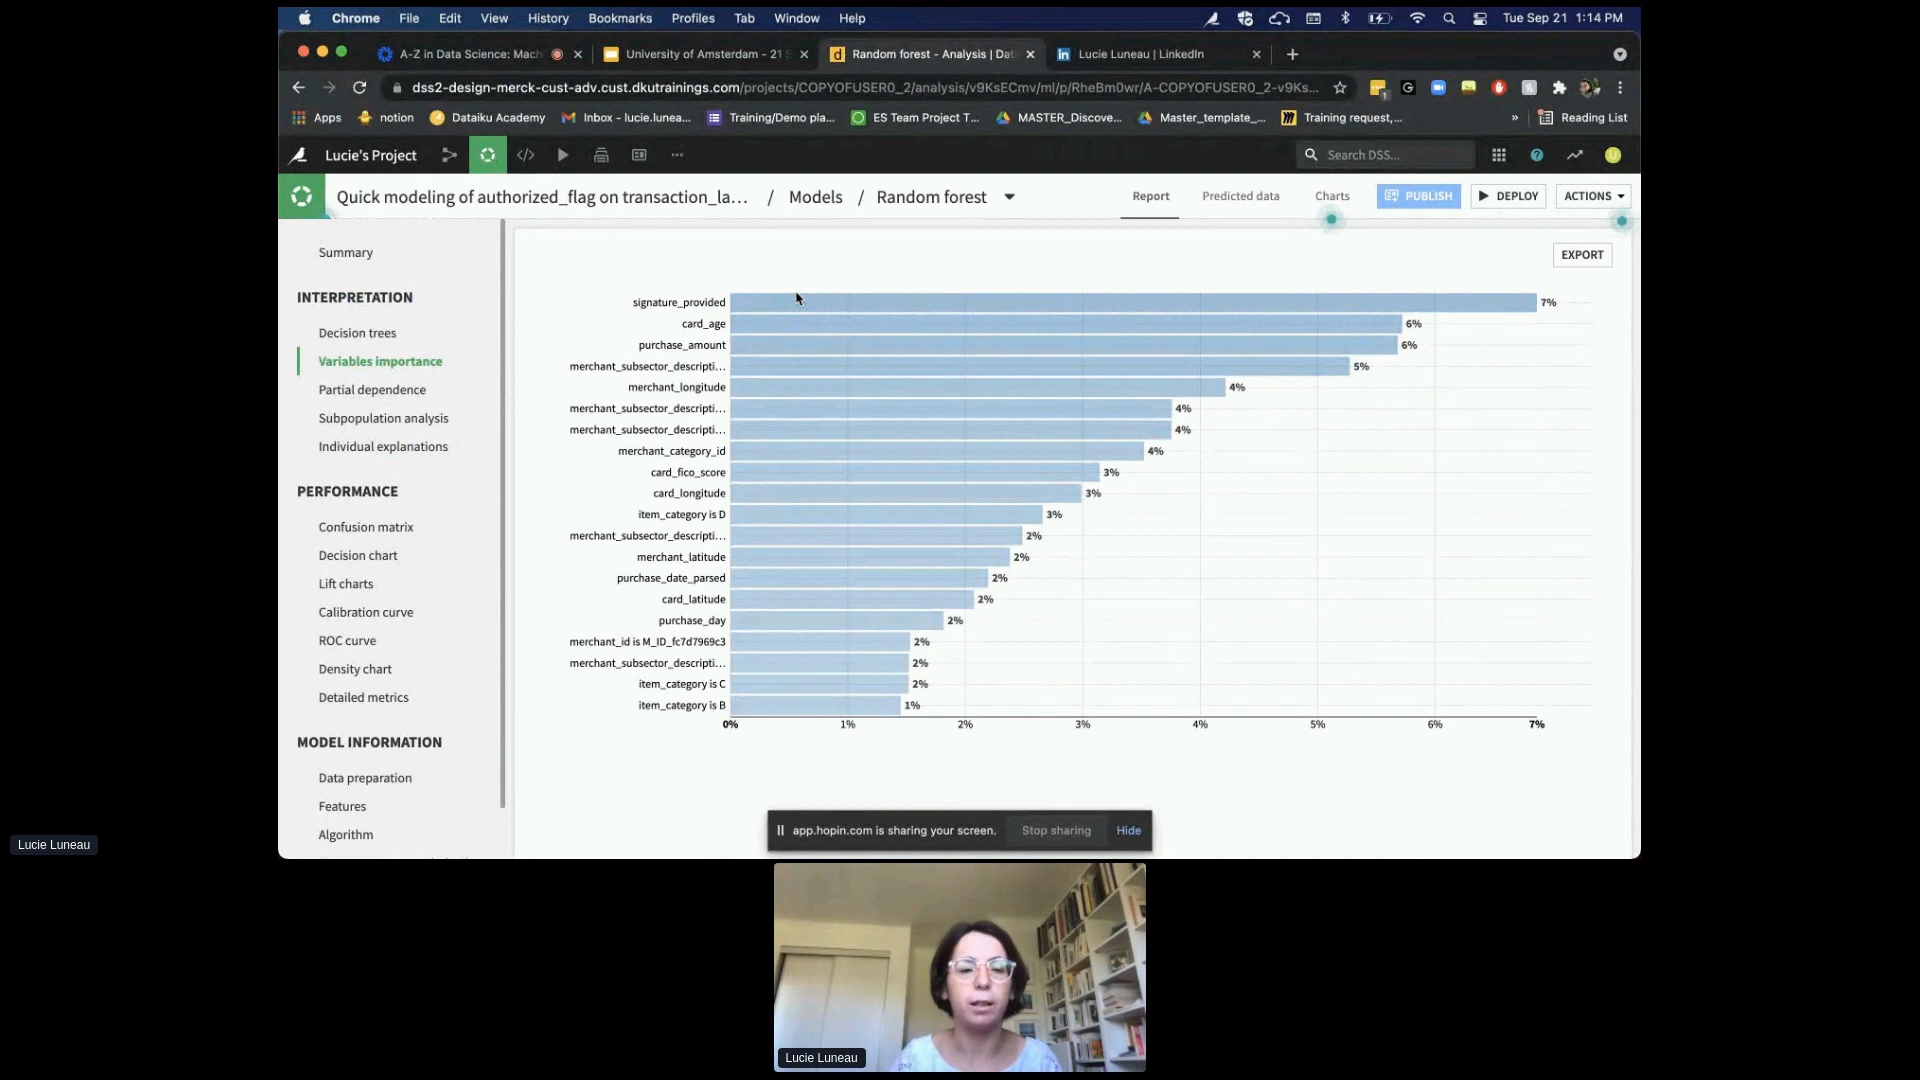 Chrome File Edit View History Bookmarks Profiles Tab Window Help Tue Sep 21 1:14 PM
A-Z in Data Science: Mach University of Amsterdam - 21 S Random forest - Analysis | Dat Lucie Luneau | LinkedIn
dss2-design-merck-cust-adv.cust.dkutrainings.com/projects/COPYOFUSER0_2/analysis/v9KsECmv/ml/p/RheBm0wr/A-COPYOFUSER0_2-v9Ks...
Apps notion Dataiku Academy Inbox - lucie.lunea... Training/Demo pla... ES Team Project T... MASTER_Discove... Master_template_... Training request,... » Reading List
Lucie's Project </> ... Search DSS...
Quick modeling of authorized_flag on transaction_la... / Models / Random forest Report Predicted data Charts PUBLISH DEPLOY ACTIONS
Summary
INTERPRETATION
Decision trees
Variables importance
Partial dependence
Subpopulation analysis
Individual explanations
PERFORMANCE
Confusion matrix
Decision chart
Lift charts
Calibration curve
ROC curve
Density chart
Detailed metrics
MODEL INFORMATION
Data preparation
Features
Algorithm
EXPORT
signature_provided 7%
card_age 6%
purchase_amount 6%
merchant_subsector_descripti... 5%
merchant_longitude 4%
merchant_subsector_descripti... 4%
merchant_subsector_descripti... 4%
merchant_category_id 4%
card_fico_score 3%
card_longitude 3%
item_category is D 3%
merchant_subsector_descripti... 2%
merchant_latitude 2%
purchase_date_parsed 2%
card_latitude 2%
purchase_day 2%
merchant_id is M_ID_fc7d7969c3 2%
merchant_subsector_descripti... 2%
item_category is C 2%
item_category is B 1%
0% 1% 2% 3% 4% 5% 6% 7%
app.hopin.com is sharing your screen. Stop sharing Hide
Lucie Luneau
Lucie Luneau